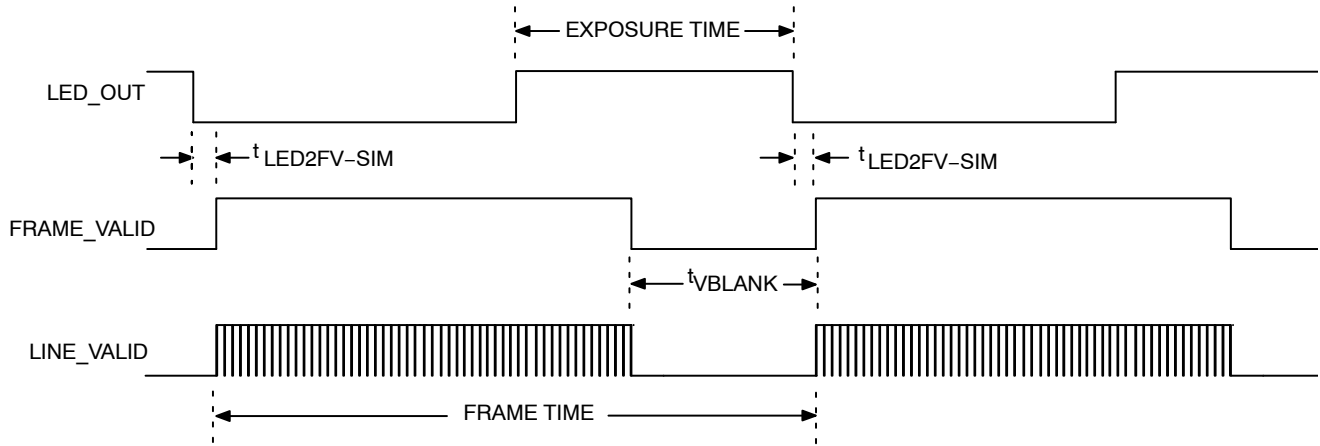 EXPOSURE TIME
LED_OUT
tLED2FV–SIM
tLED2FV–SIM
FRAME_VALID
tVBLANK
LINE_VALID
FRAME TIME